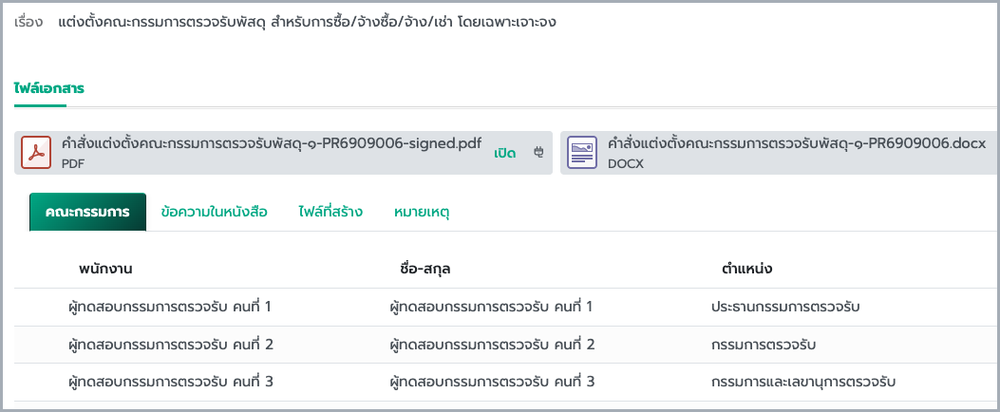 เรื่อง แต่งตั้งคณะกรรมการตรวจรับพัสดุ สำหรับการซื้อ/จ้างซื้อ/จ้าง/เช่า โดยเฉพาะเจาะจง
ไฟล์เอกสาร
คำสั่งแต่งตั้งคณะกรรมการตรวจรับพัสดุ-๑-PR6909006-signed.pdf เปิด
PDF
คำสั่งแต่งตั้งคณะกรรมการตรวจรับพัสดุ-๑-PR6909006.docx
DOCX
คณะกรรมการ ข้อความในหนังสือ ไฟล์ที่สร้าง หมายเหตุ
พนักงาน ชื่อ-สกุล ตำแหน่ง
ผู้ทดสอบกรรมการตรวจรับ คนที่ 1 ผู้ทดสอบกรรมการตรวจรับ คนที่ 1 ประธานกรรมการตรวจรับ
ผู้ทดสอบกรรมการตรวจรับ คนที่ 2 ผู้ทดสอบกรรมการตรวจรับ คนที่ 2 กรรมการตรวจรับ
ผู้ทดสอบกรรมการตรวจรับ คนที่ 3 ผู้ทดสอบกรรมการตรวจรับ คนที่ 3 กรรมการและเลขานุการตรวจรับ